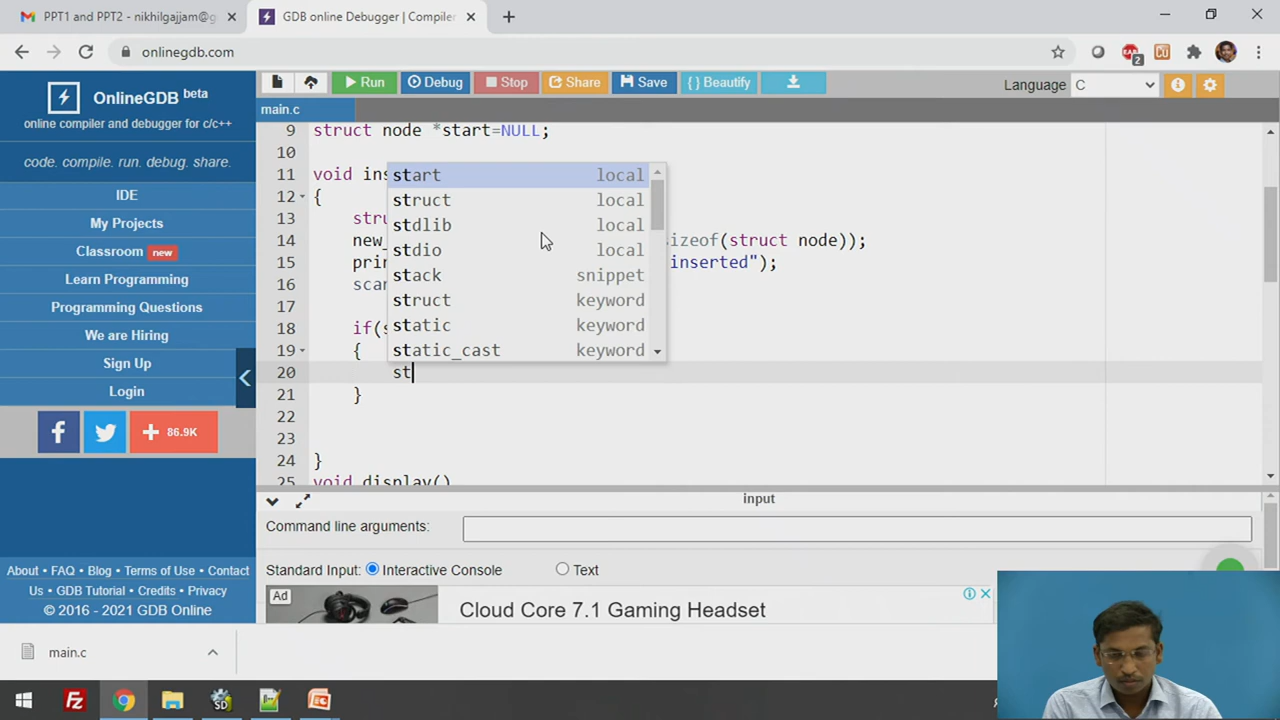 PPT1 and PPT2 - nikhilgajjam@g
GDB online Debugger | Compiler
onlinegdb.com
2
OnlineGDB beta
online compiler and debugger for c/c++
code. compile. run. debug. share.
IDE
My Projects
Classroom new
Learn Programming
Programming Questions
We are Hiring
Sign Up
Login
86.9K
About • FAQ • Blog • Terms of Use • Contact
Us • GDB Tutorial • Credits • Privacy
© 2016 - 2021 GDB Online
Run
Debug
Stop
Share
Save
{ } Beautify
Language C
main.c
9 struct node *start=NULL;
10
11 void ins
12 {
13 stru
14 new_ sizeof(struct node));
15 prin inserted");
16 scan
17
18 if(s
19 {
20 st
21 }
22
23
24 }
25 void display()
start local
struct local
stdlib local
stdio local
stack snippet
struct keyword
static keyword
static_cast keyword
input
Command line arguments:
Standard Input: Interactive Console Text
Ad
Cloud Core 7.1 Gaming Headset
main.c